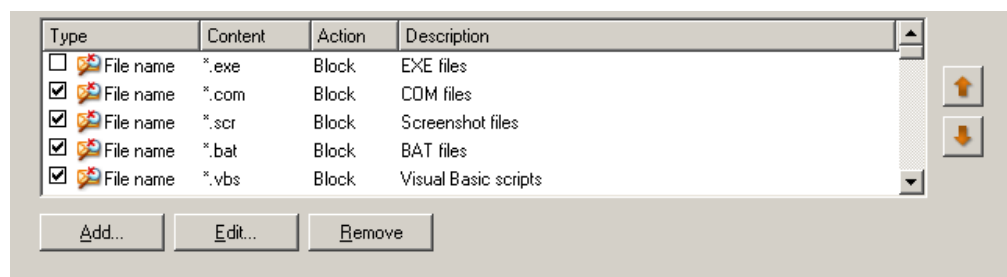 Type Content Action Description
File name *.exe Block EXE files
File name *.com Block COM files
File name *.scr Block Screenshot files
File name *.bat Block BAT files
File name *.vbs Block Visual Basic scripts
Add... Edit... Remove